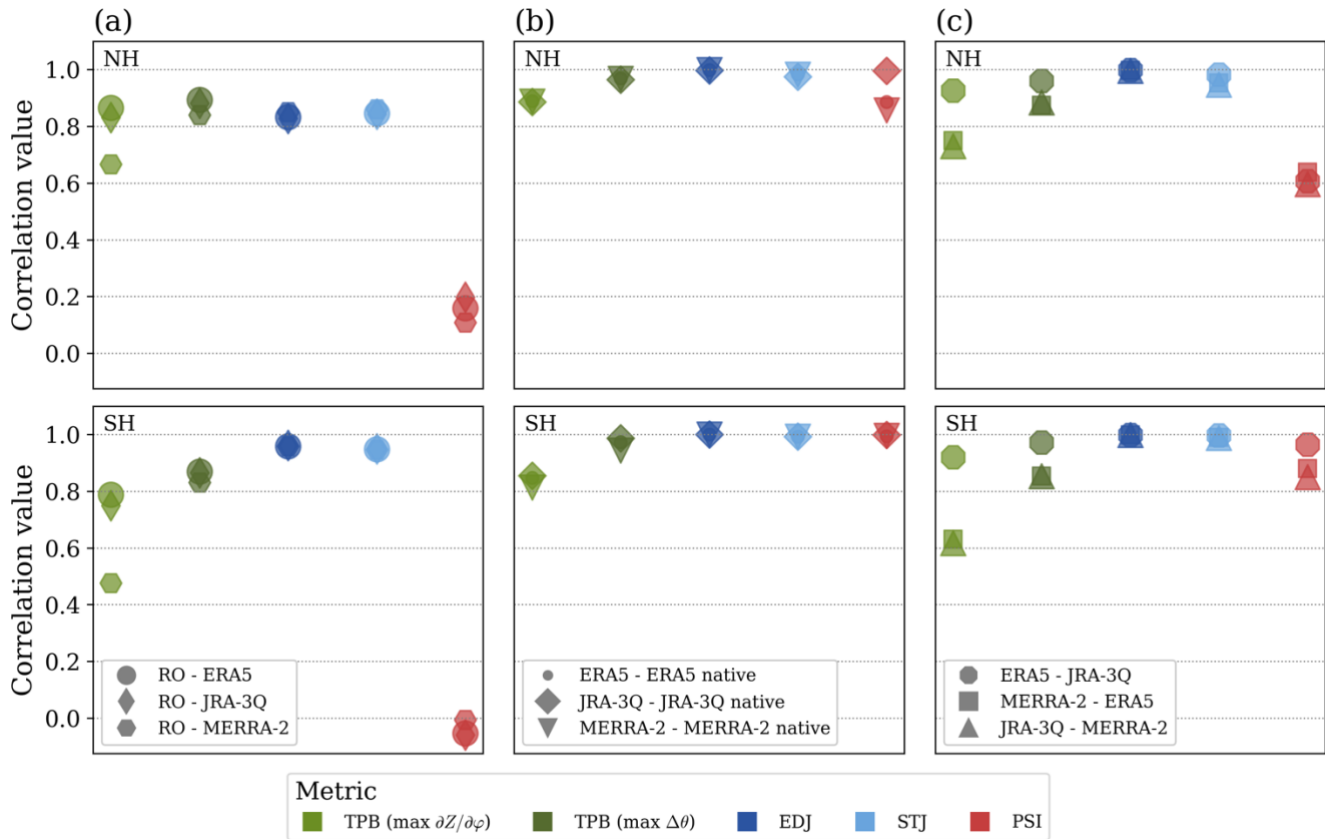 (a)
(b)
(c)
NH
NH
NH
Correlation value
1.0
0.8
0.6
0.4
0.2
0.0
SH
SH
SH
Correlation value
1.0
0.8
0.6
0.4
0.2
0.0
RO - ERA5
RO - JRA-3Q
RO - MERRA-2
ERA5 - ERA5 native
JRA-3Q - JRA-3Q native
MERRA-2 - MERRA-2 native
ERA5 - JRA-3Q
MERRA-2 - ERA5
JRA-3Q - MERRA-2
Metric
TPB (max ∂Z/∂φ)
TPB (max Δθ)
EDJ
STJ
PSI